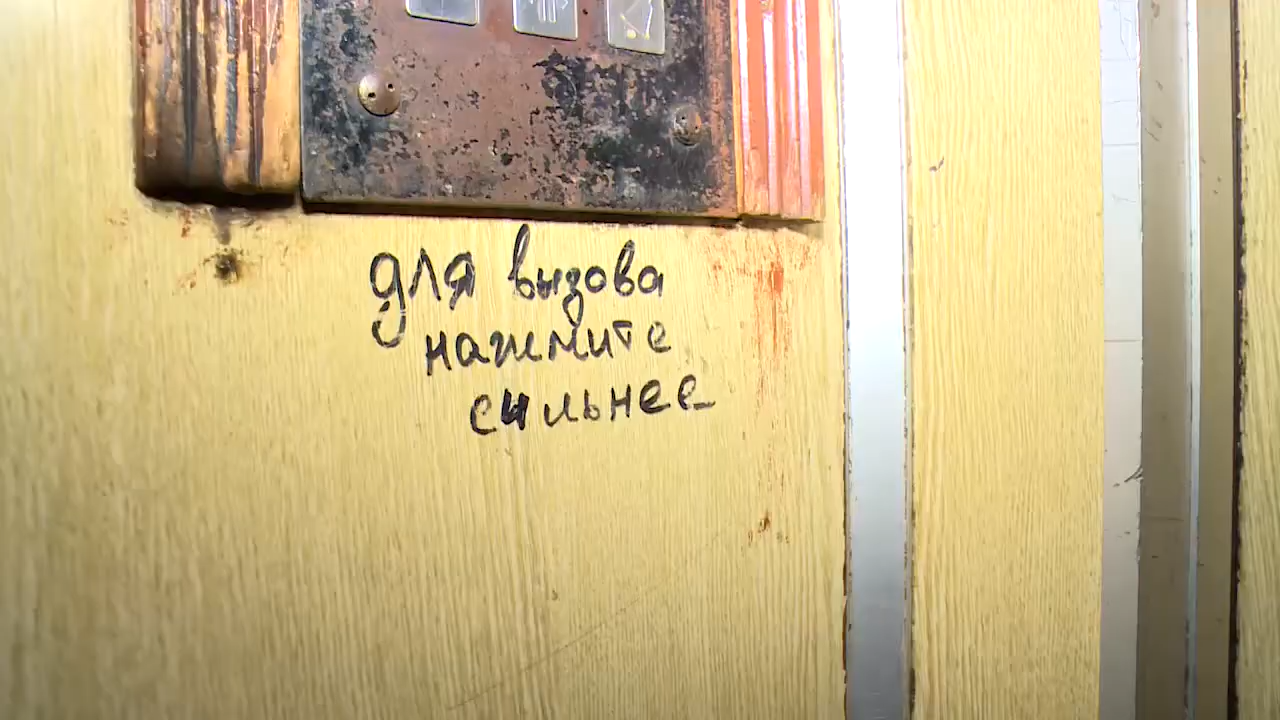 для вызова
нажмите
сильнее